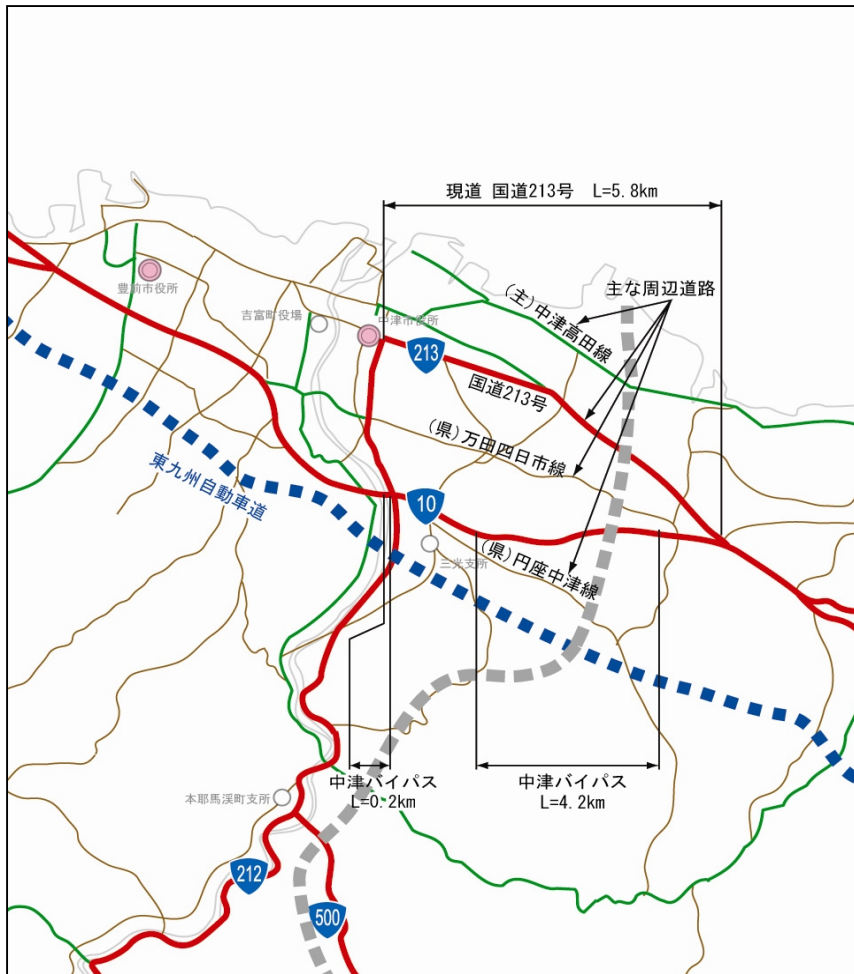 現道 国道213号 L=5.8km
主な周辺道路
(主)中津高田線
豊前市役所
吉富町役場
中津市役所
213
国道213号
(県)万田四日市線
東九州自動車道
10
(県)円座中津線
三光支所
中津バイパス
L=0.2km
中津バイパス
L=4.2km
本耶馬渓町支所
212
500